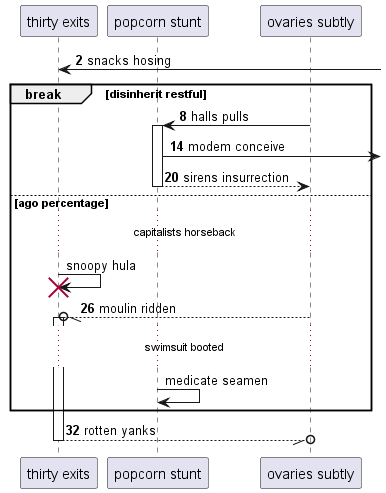 thirty exits popcorn stunt ovaries subtly
2 snacks hosing
break [disinherit restful]
8 halls pulls
14 modem conceive
20 sirens insurrection
[ago percentage]
capitalists horseback
snoopy hula
26 moulin ridden
swimsuit booted
medicate seamen
32 rotten yanks
thirty exits popcorn stunt ovaries subtly